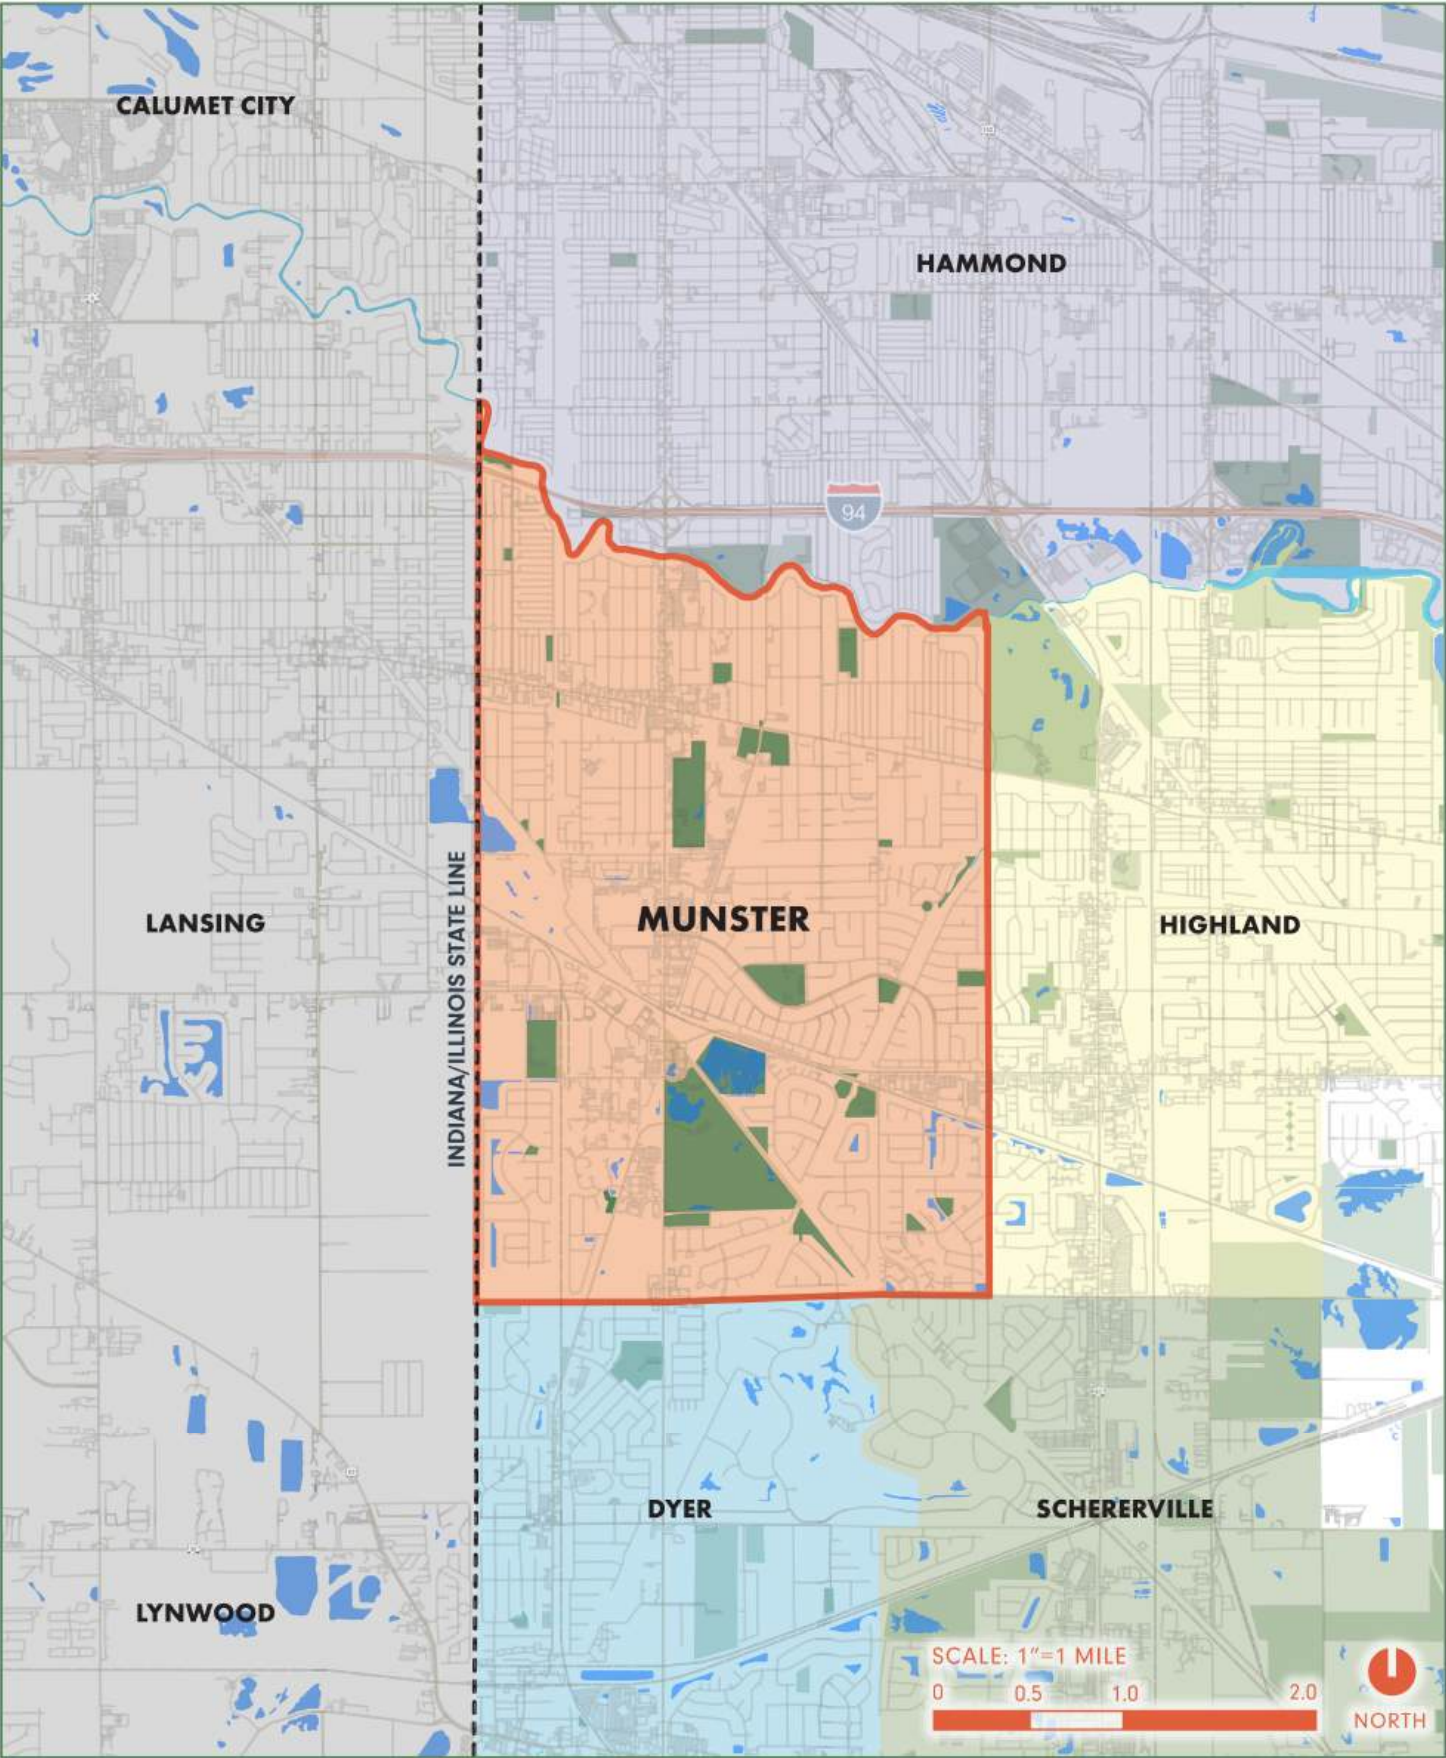 CALUMET CITY
HAMMOND
94
LANSING
INDIANA/ILLINOIS STATE LINE
MUNSTER
HIGHLAND
DYER
SCHERERVILLE
LYNWOOD
SCALE: 1"=1 MILE
0 0.5 1.0 2.0
NORTH